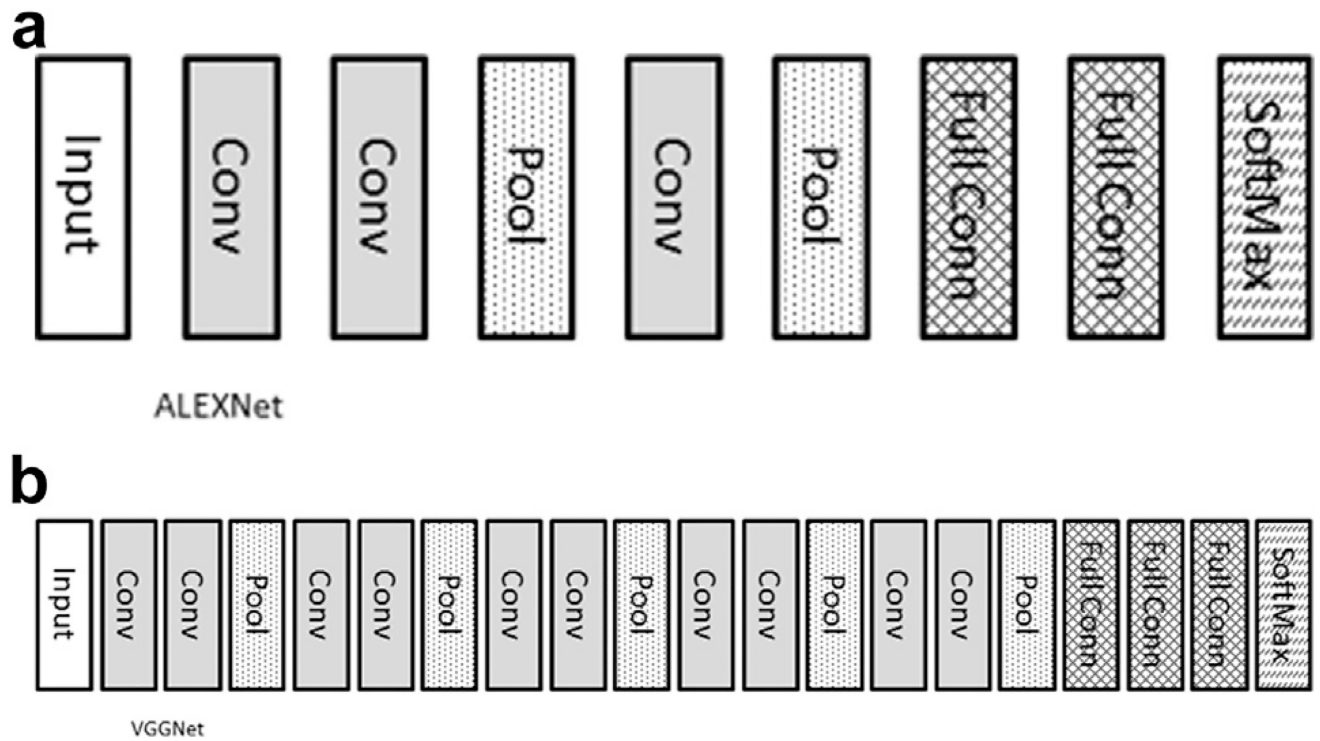 a
Input
Conv
Conv
Pool
Conv
Pool
Full Conn
Full Conn
SoftMax
ALEXNet
b
Input
Conv
Conv
Pool
Conv
Conv
Pool
Conv
Conv
Pool
Conv
Conv
Pool
Conv
Conv
Pool
Full Conn
Full Conn
Full Conn
SoftMax
VGGNet